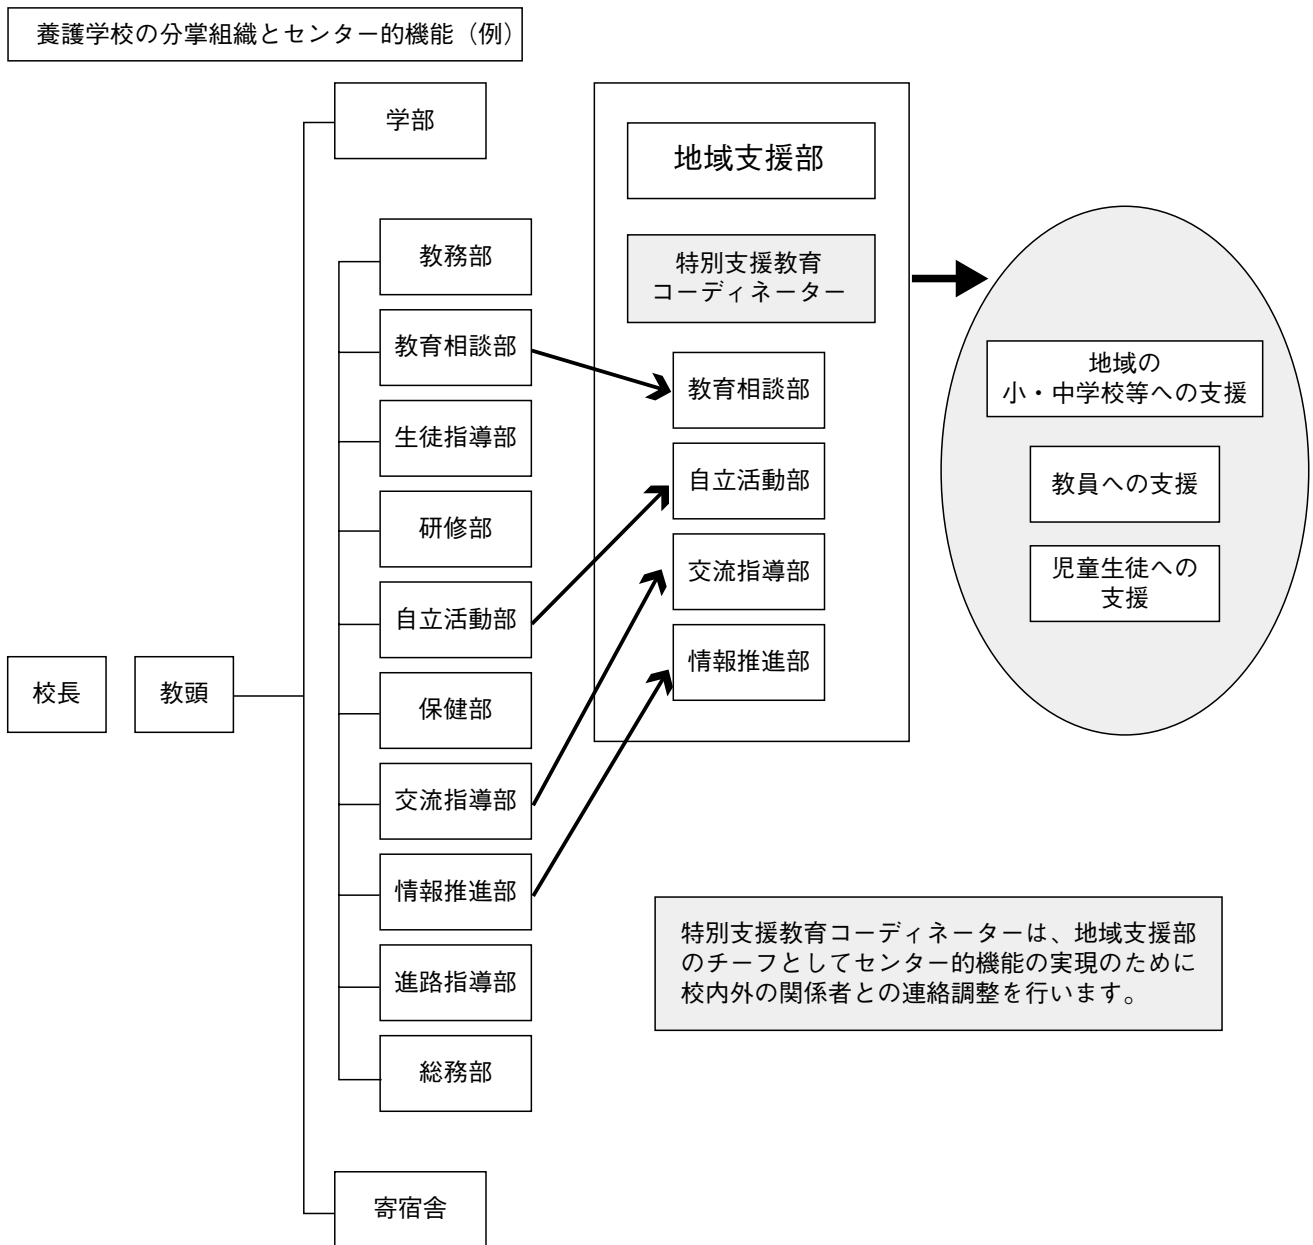 養護学校の分掌組織とセンター的機能（例）
学部
教務部
教育相談部
生徒指導部
研修部
自立活動部
保健部
交流指導部
情報推進部
進路指導部
総務部
寄宿舎
校長
教頭
地域支援部
特別支援教育
コーディネーター
教育相談部
自立活動部
交流指導部
情報推進部
地域の
小・中学校等への支援
教員への支援
児童生徒への
支援
特別支援教育コーディネーターは、地域支援部
のチーフとしてセンター的機能の実現のために
校内外の関係者との連絡調整を行います。